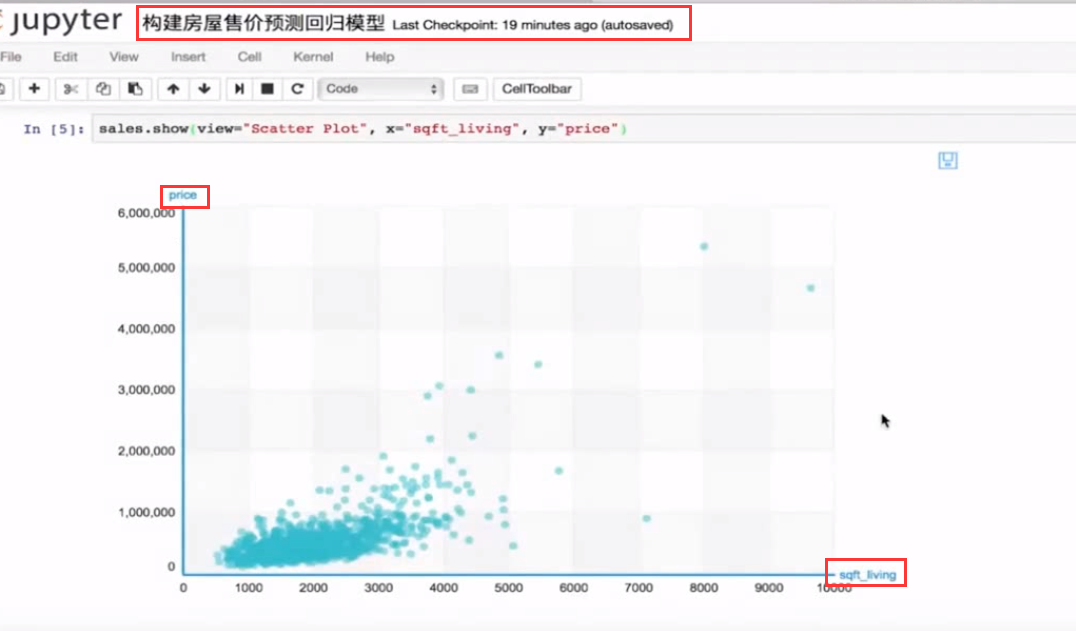 jupyter 构建房屋售价预测回归模型 Last Checkpoint: 19 minutes ago (autosaved)
File Edit View Insert Cell Kernel Help
Code CellToolbar
In [5]: sales.show(view="Scatter Plot", x="sqft_living", y="price")
price
6,000,000
5,000,000
4,000,000
3,000,000
2,000,000
1,000,000
0
sqft_living
0 1000 2000 3000 4000 5000 6000 7000 8000 9000 10000